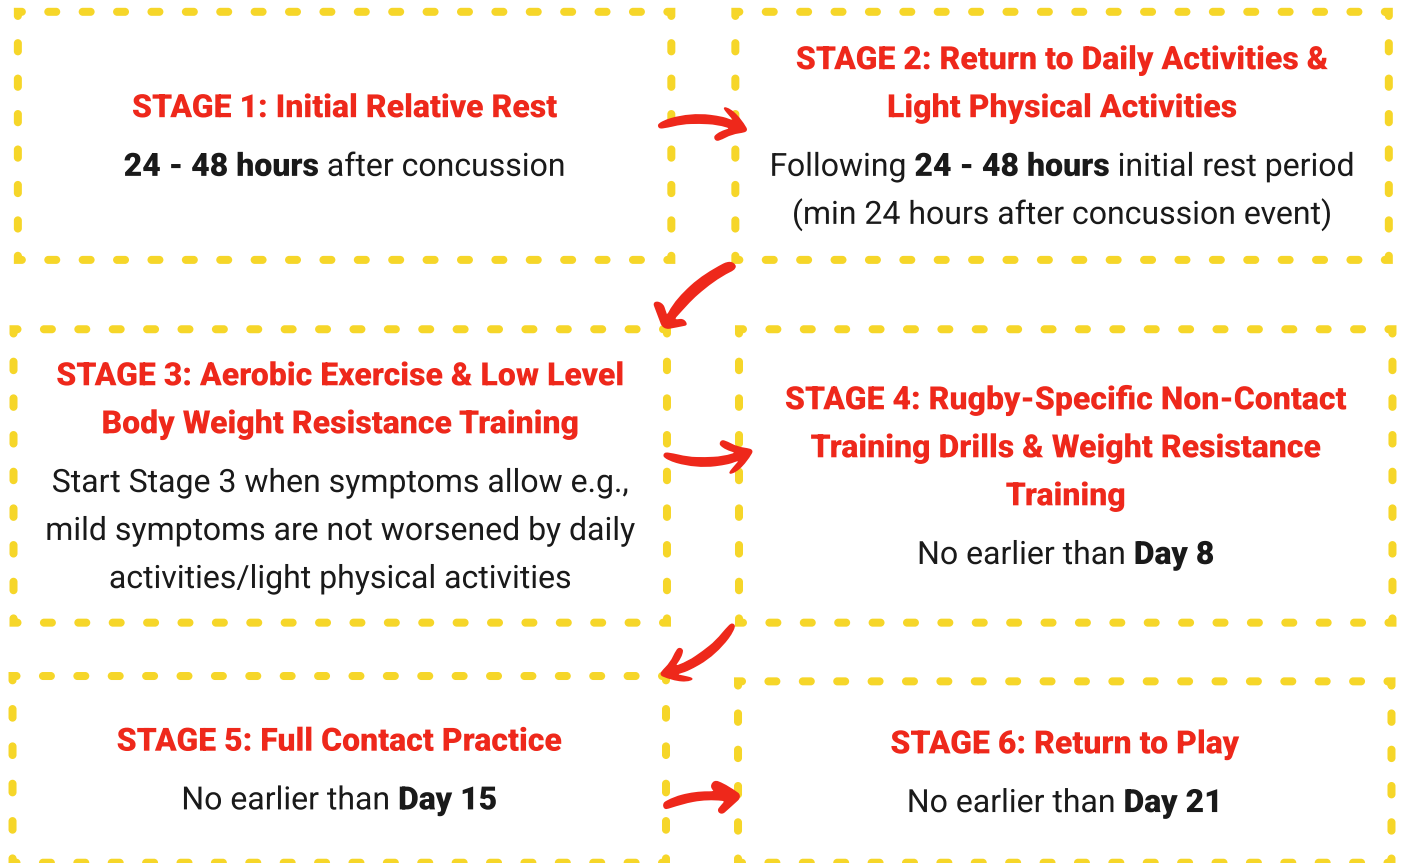 STAGE 1: Initial Relative Rest
24 - 48 hours after concussion
STAGE 2: Return to Daily Activities &
Light Physical Activities
Following 24 - 48 hours initial rest period
(min 24 hours after concussion event)
STAGE 3: Aerobic Exercise & Low Level
Body Weight Resistance Training
Start Stage 3 when symptoms allow e.g.,
mild symptoms are not worsened by daily
activities/light physical activities
STAGE 4: Rugby-Specific Non-Contact
Training Drills & Weight Resistance
Training
No earlier than Day 8
STAGE 5: Full Contact Practice
No earlier than Day 15
STAGE 6: Return to Play
No earlier than Day 21